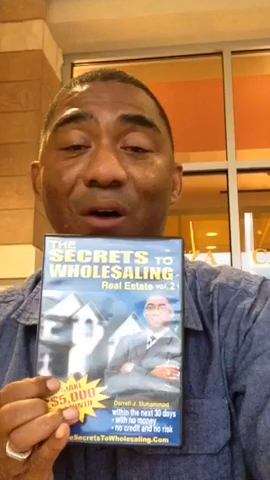 THE
SECRETS TO
WHOLESALING
Real Estate vol. 2
MAKE
$5,000
Darrell J. Muhammad
within the next 30 days
- with no money
- no credit and no risk
eSecretsToWholesaling.Com